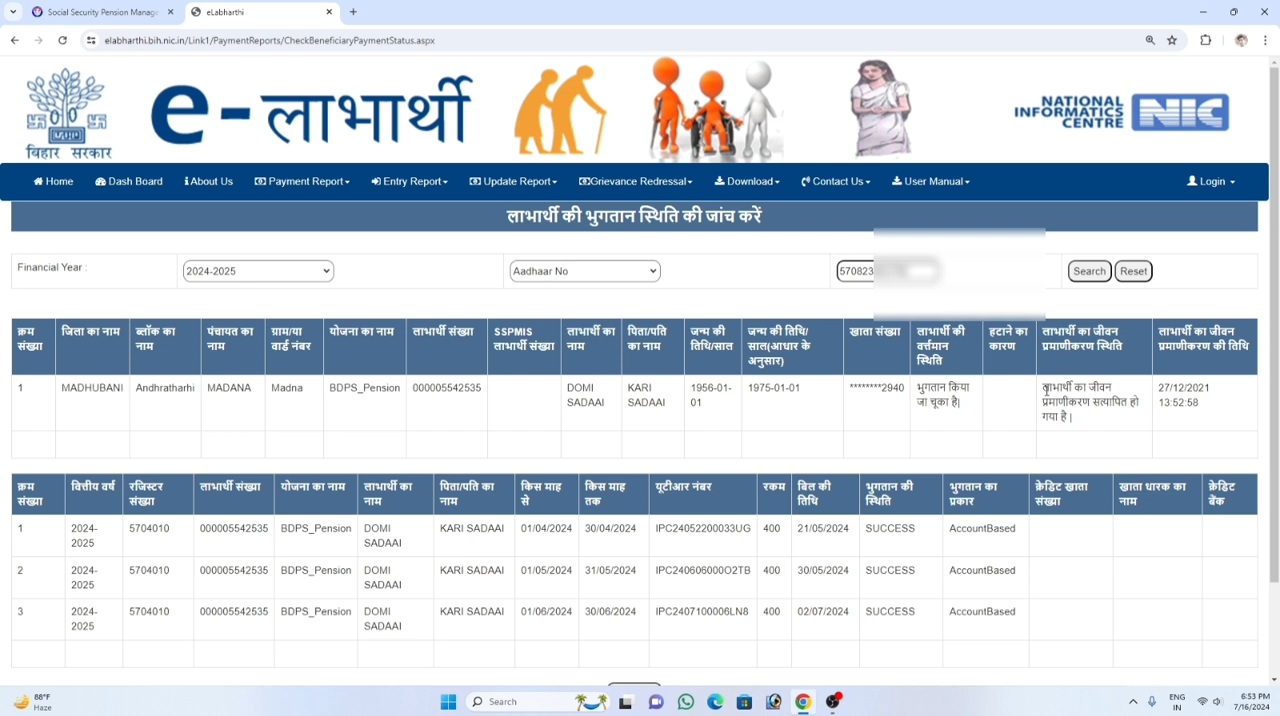 Social Security Pension Manage
eLabharthi
elabharthi.bih.nic.in/Link1/PaymentReports/CheckBeneficiaryPaymentStatus.aspx
बिहार सरकार
e-लाभार्थी
NATIONAL
INFORMATICS
CENTRE
NIC
Home Dash Board About Us Payment Report Entry Report Update Report Grievance Redressal Download Contact Us User Manual Login
लाभार्थी की भुगतान स्थिति की जांच करें
Financial Year : 2024-2025 Aadhaar No 570823 Search Reset
क्रम संख्या
जिला का नाम
ब्लॉक का नाम
पंचायत का नाम
ग्राम/या वार्ड नंबर
योजना का नाम
लाभार्थी संख्या
SSPMIS लाभार्थी संख्या
लाभार्थी का नाम
पिता/पति का नाम
जन्म की तिथि/साल
जन्म की तिथि/साल(आधार के अनुसार)
खाता संख्या
लाभार्थी की वर्त्तमान स्थिति
हटाने का कारण
लाभार्थी का जीवन प्रमाणीकरण स्थिति
लाभार्थी का जीवन प्रमाणीकरण की तिथि
1
MADHUBANI
Andhratharhi
MADANA
Madna
BDPS_Pension
000005542535
DOMI SADAAI
KARI SADAAI
1956-01-01
1975-01-01
********2940
भुगतान किया जा चूका है|
लाभार्थी का जीवन प्रमाणीकरण सत्यापित हो गया है |
27/12/2021 13:52:58
क्रम संख्या
वित्तीय वर्ष
रजिस्टर संख्या
लाभार्थी संख्या
योजना का नाम
लाभार्थी का नाम
पिता/पति का नाम
किस माह से
किस माह तक
यूटीआर नंबर
रकम
बिल की तिथि
भुगतान की स्थिति
भुगतान का प्रकार
क्रेडिट खाता संख्या
खाता धारक का नाम
क्रेडिट बैंक
1 2024-2025 5704010 000005542535 BDPS_Pension DOMI SADAAI KARI SADAAI 01/04/2024 30/04/2024 IPC24052200033UG 400 21/05/2024 SUCCESS AccountBased
2 2024-2025 5704010 000005542535 BDPS_Pension DOMI SADAAI KARI SADAAI 01/05/2024 31/05/2024 IPC240606000O2TB 400 30/05/2024 SUCCESS AccountBased
3 2024-2025 5704010 000005542535 BDPS_Pension DOMI SADAAI KARI SADAAI 01/06/2024 30/06/2024 IPC2407100006LN8 400 02/07/2024 SUCCESS AccountBased
88°F
Haze
Search
ENG
IN
6:53 PM
7/16/2024